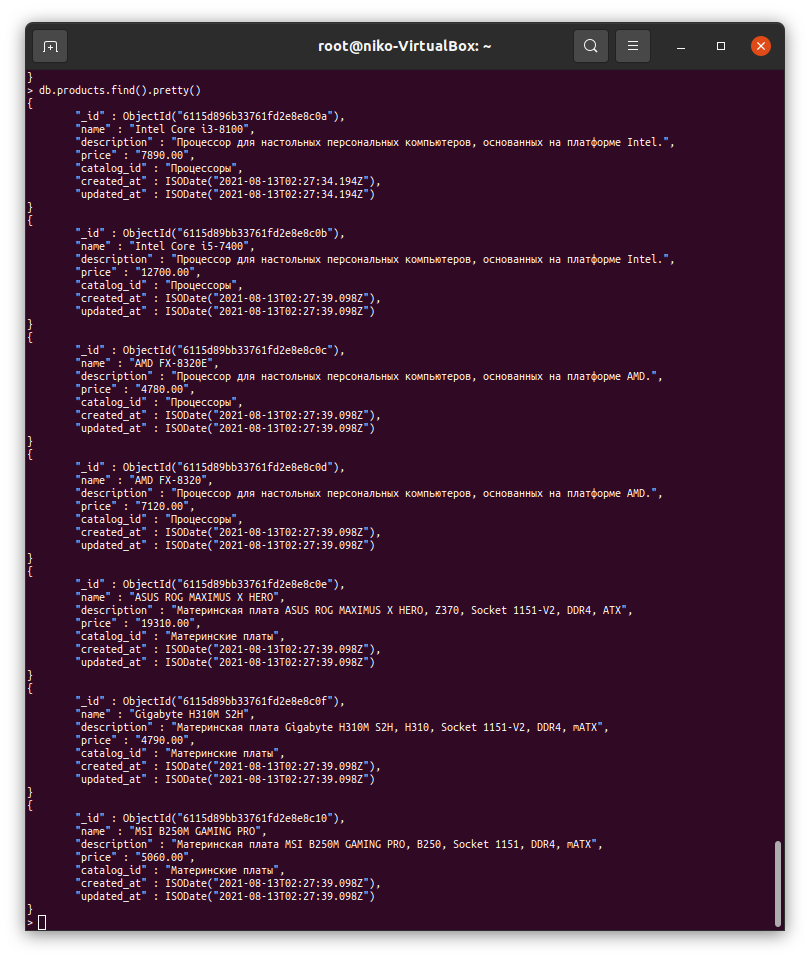 root@niko-VirtualBox: ~
}
> db.products.find().pretty()
{
"_id" : ObjectId("6115d896b33761fd2e8e8c0a"),
"name" : "Intel Core i3-8100",
"description" : "Процессор для настольных персональных компьютеров, основанных на платформе Intel.",
"price" : "7890.00",
"catalog_id" : "Процессоры",
"created_at" : ISODate("2021-08-13T02:27:34.194Z"),
"updated_at" : ISODate("2021-08-13T02:27:34.194Z")
}
{
"_id" : ObjectId("6115d89bb33761fd2e8e8c0b"),
"name" : "Intel Core i5-7400",
"description" : "Процессор для настольных персональных компьютеров, основанных на платформе Intel.",
"price" : "12700.00",
"catalog_id" : "Процессоры",
"created_at" : ISODate("2021-08-13T02:27:39.098Z"),
"updated_at" : ISODate("2021-08-13T02:27:39.098Z")
}
{
"_id" : ObjectId("6115d89bb33761fd2e8e8c0c"),
"name" : "AMD FX-8320E",
"description" : "Процессор для настольных персональных компьютеров, основанных на платформе AMD.",
"price" : "4780.00",
"catalog_id" : "Процессоры",
"created_at" : ISODate("2021-08-13T02:27:39.098Z"),
"updated_at" : ISODate("2021-08-13T02:27:39.098Z")
}
{
"_id" : ObjectId("6115d89bb33761fd2e8e8c0d"),
"name" : "AMD FX-8320",
"description" : "Процессор для настольных персональных компьютеров, основанных на платформе AMD.",
"price" : "7120.00",
"catalog_id" : "Процессоры",
"created_at" : ISODate("2021-08-13T02:27:39.098Z"),
"updated_at" : ISODate("2021-08-13T02:27:39.098Z")
}
{
"_id" : ObjectId("6115d89bb33761fd2e8e8c0e"),
"name" : "ASUS ROG MAXIMUS X HERO",
"description" : "Материнская плата ASUS ROG MAXIMUS X HERO, Z370, Socket 1151-V2, DDR4, ATX",
"price" : "19310.00",
"catalog_id" : "Материнские платы",
"created_at" : ISODate("2021-08-13T02:27:39.098Z"),
"updated_at" : ISODate("2021-08-13T02:27:39.098Z")
}
{
"_id" : ObjectId("6115d89bb33761fd2e8e8c0f"),
"name" : "Gigabyte H310M S2H",
"description" : "Материнская плата Gigabyte H310M S2H, H310, Socket 1151-V2, DDR4, mATX",
"price" : "4790.00",
"catalog_id" : "Материнские платы",
"created_at" : ISODate("2021-08-13T02:27:39.098Z"),
"updated_at" : ISODate("2021-08-13T02:27:39.098Z")
}
{
"_id" : ObjectId("6115d89bb33761fd2e8e8c10"),
"name" : "MSI B250M GAMING PRO",
"description" : "Материнская плата MSI B250M GAMING PRO, B250, Socket 1151, DDR4, mATX",
"price" : "5060.00",
"catalog_id" : "Материнские платы",
"created_at" : ISODate("2021-08-13T02:27:39.098Z"),
"updated_at" : ISODate("2021-08-13T02:27:39.098Z")
}
>